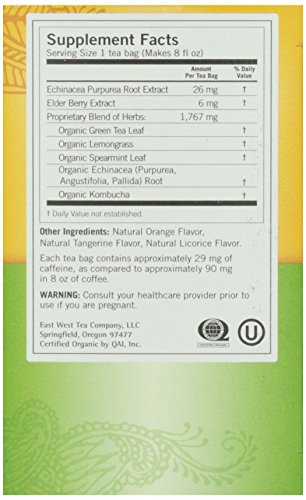 Supplement Facts
Serving Size 1 tea bag (Makes 8 fl oz)
Amount Per Tea Bag
% Daily Value
Echinacea Purpurea Root Extract 26 mg †
Elder Berry Extract 6 mg †
Proprietary Blend of Herbs: 1,767 mg
Organic Green Tea Leaf †
Organic Lemongrass †
Organic Spearmint Leaf †
Organic Echinacea (Purpurea,
Angustifolia, Pallida) Root †
Organic Kombucha †
† Daily Value not established.
Other Ingredients: Natural Orange Flavor,
Natural Tangerine Flavor, Natural Licorice Flavor.
Each tea bag contains approximately 29 mg of
caffeine, as compared to approximately 90 mg
in 8 oz of coffee.
WARNING: Consult your healthcare provider prior to
use if you are pregnant.
East West Tea Company, LLC
Springfield, Oregon 97477
Certified Organic by QAI, Inc.
CERTIFIED ORGANIC
U